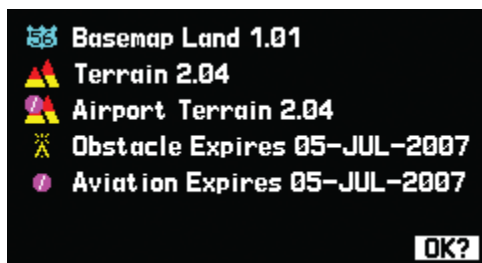 56 Basemap Land 1.01
Terrain 2.04
Airport Terrain 2.04
Obstacle Expires 05-JUL-2007
Aviation Expires 05-JUL-2007
OK?